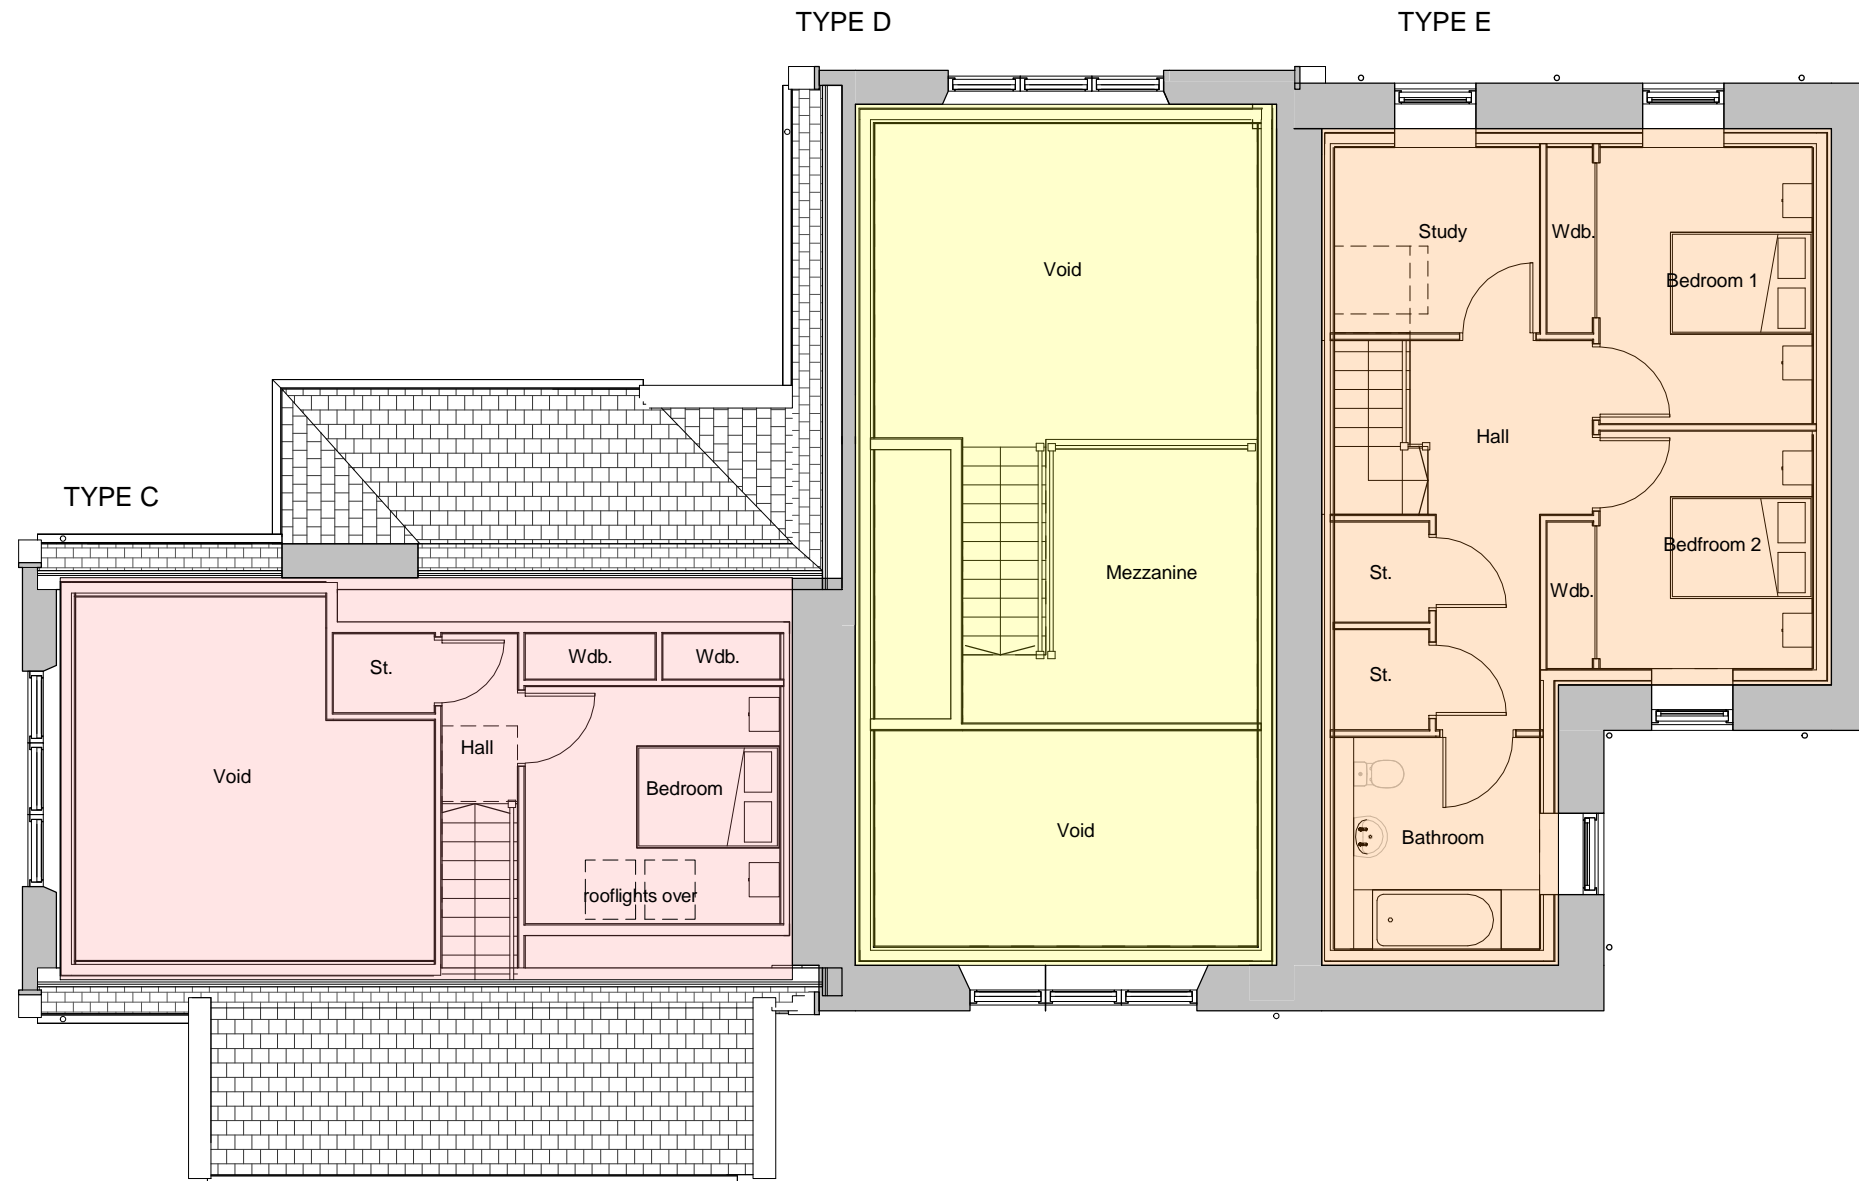 TYPE D
TYPE E
TYPE C
Void
St.
Wdb.
Wdb.
Hall
Bedroom
rooflights over
Void
Mezzanine
Void
Study
Wdb.
Bedroom 1
Hall
Bedfroom 2
St.
Wdb.
St.
Bathroom